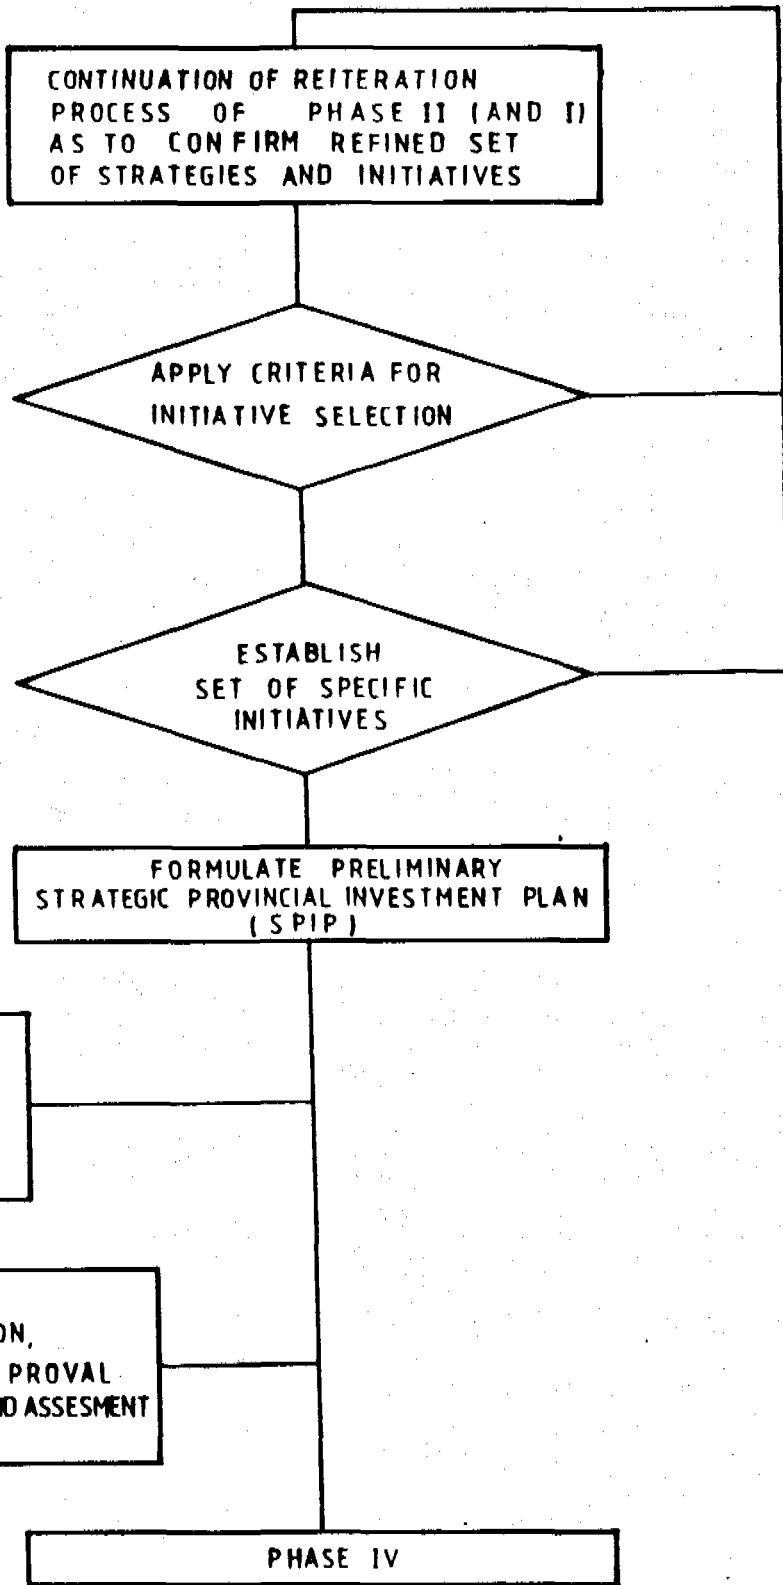 CONTINUATION OF REITERATION
PROCESS OF PHASE II (AND I)
AS TO CONFIRM REFINED SET
OF STRATEGIES AND INITIATIVES
APPLY CRITERIA FOR
INITIATIVE SELECTION
ESTABLISH
SET OF SPECIFIC
INITIATIVES
FORMULATE PRELIMINARY
STRATEGIC PROVINCIAL INVESTMENT PLAN
(SPIP)
ON,
PROVAL
ND ASSESMENT
PHASE IV